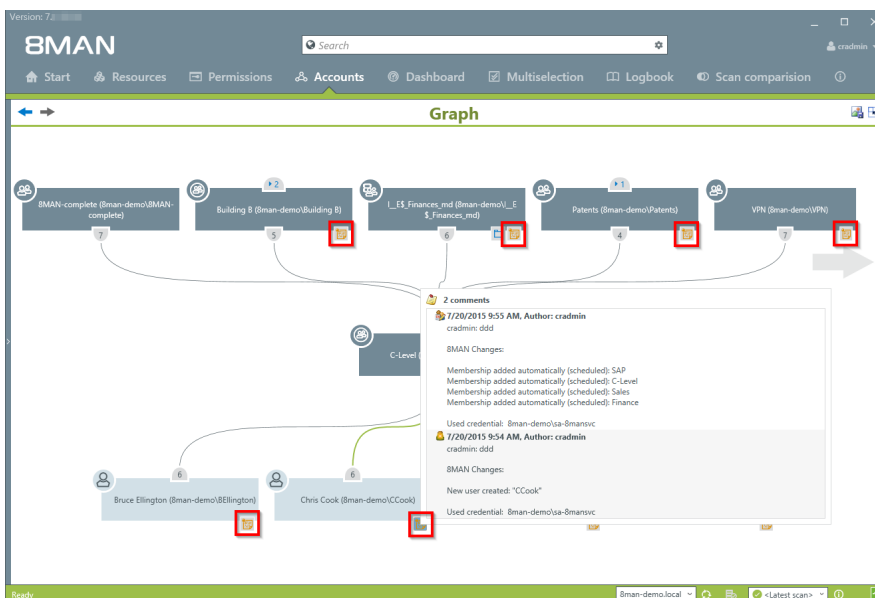 Version: 7.
8MAN
Search
cradmin
Start
Resources
Permissions
Accounts
Dashboard
Multiselection
Logbook
Scan comparision
Graph
2
1
8MAN-complete (8man-demo\8MAN-
complete)
Building B (8man-demo\Building B)
I__E$_Finances_md (8man-demo\I__E
$_Finances_md)
Patents (8man-demo\Patents)
VPN (8man-demo\VPN)
7
5
6
4
7
2 comments
7/20/2015 9:55 AM, Author: cradmin
cradmin: ddd
8MAN Changes:
Membership added automatically (scheduled): SAP
Membership added automatically (scheduled): C-Level
Membership added automatically (scheduled): Sales
Membership added automatically (scheduled): Finance
Used credential: 8man-demo\sa-8mansvc
7/20/2015 9:54 AM, Author: cradmin
cradmin: ddd
8MAN Changes:
New user created: "CCook"
Used credential: 8man-demo\sa-8mansvc
C-Level (
6
6
Bruce Ellington (8man-demo\BEllington)
Chris Cook (8man-demo\CCook)
Ready
8man-demo.local
<Latest scan>